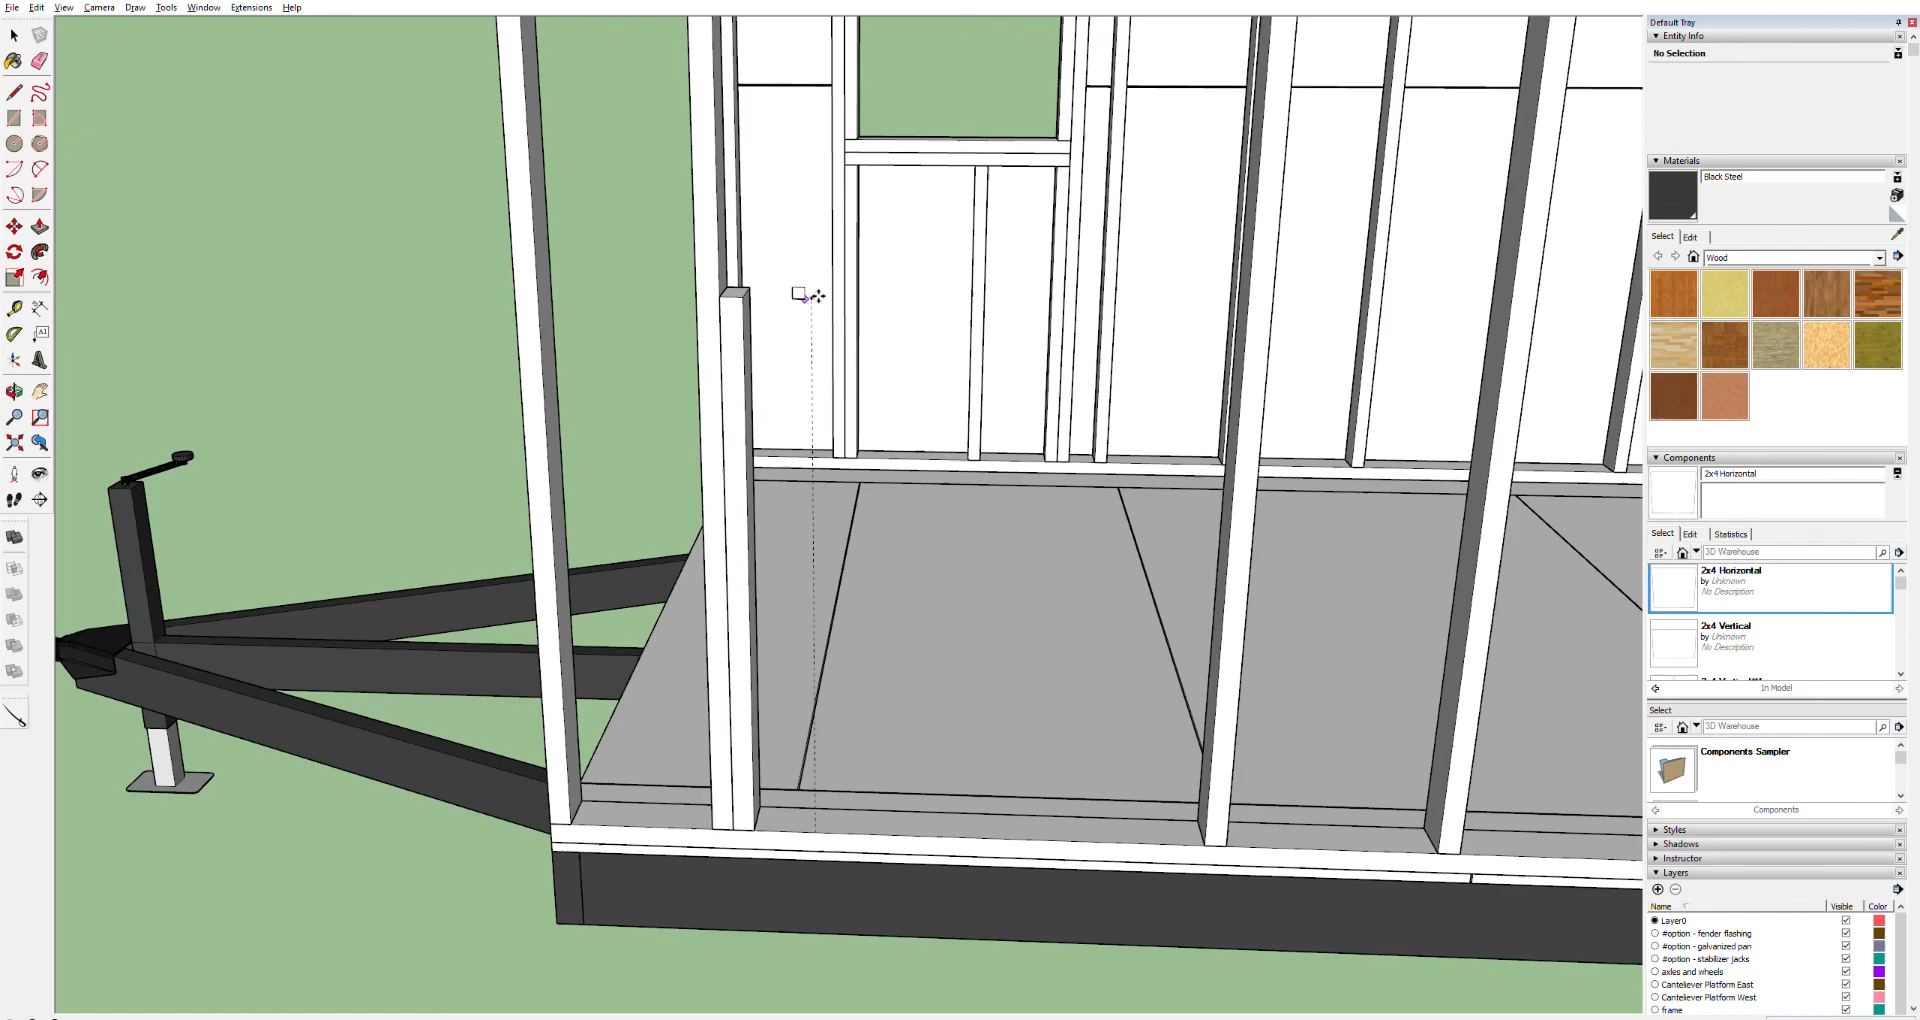 File Edit View Camera Draw Tools Window Extensions Help
Default Tray
Entity Info
No Selection
Materials
Black Steel
Select Edit
Wood
Components
2x4 Horizontal
Select Edit Statistics
3D Warehouse
2x4 Horizontal
by Unknown
No Description
2x4 Vertical
by Unknown
No Description
In Model
Select
3D Warehouse
Components Sampler
Components
Styles
Shadows
Instructor
Layers
Name Visible Color
Layer0
#option - fender flashing
#option - galvanized pan
#option - stabilizer jacks
axles and wheels
Canteliever Platform East
Canteliever Platform West
frame